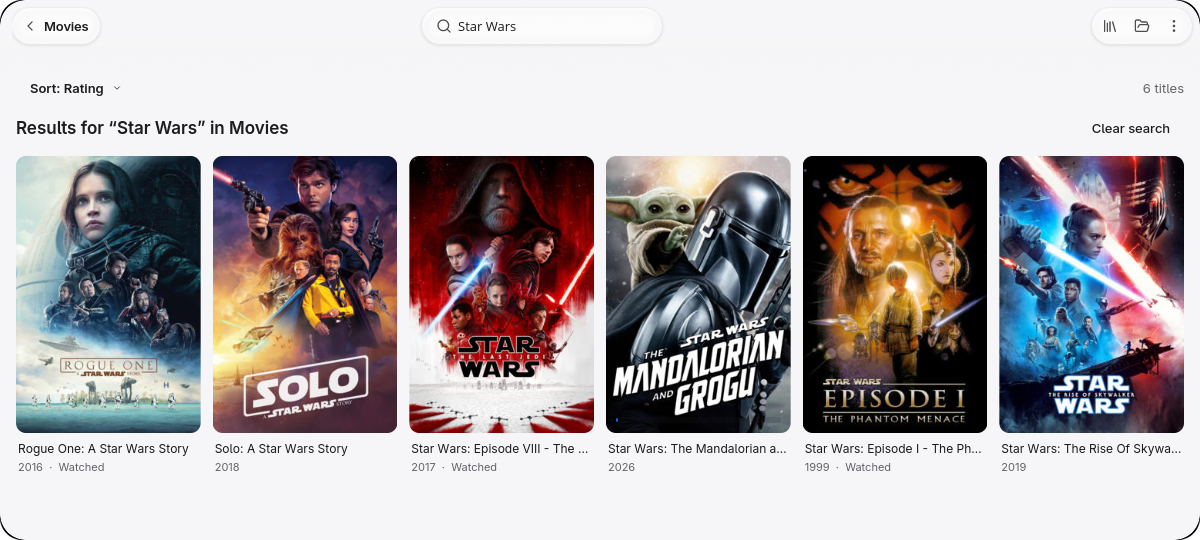 Movies
Star Wars
Sort: Rating
6 titles
Results for “Star Wars” in Movies
Clear search
ROGUE ONE
A STAR WARS STORY
SOLO
A STAR WARS STORY
STAR
THE LAST JEDI
WARS
STAR WARS
THE
MANDALORIAN
AND GROGU
STAR WARS
EPISODE I
THE PHANTOM MENACE
STAR
THE RISE OF SKYWALKER
WARS
Rogue One: A Star Wars Story
2016 · Watched
Solo: A Star Wars Story
2018
Star Wars: Episode VIII - The ...
2017 · Watched
Star Wars: The Mandalorian a...
2026
Star Wars: Episode I - The Ph...
1999 · Watched
Star Wars: The Rise Of Skywa...
2019